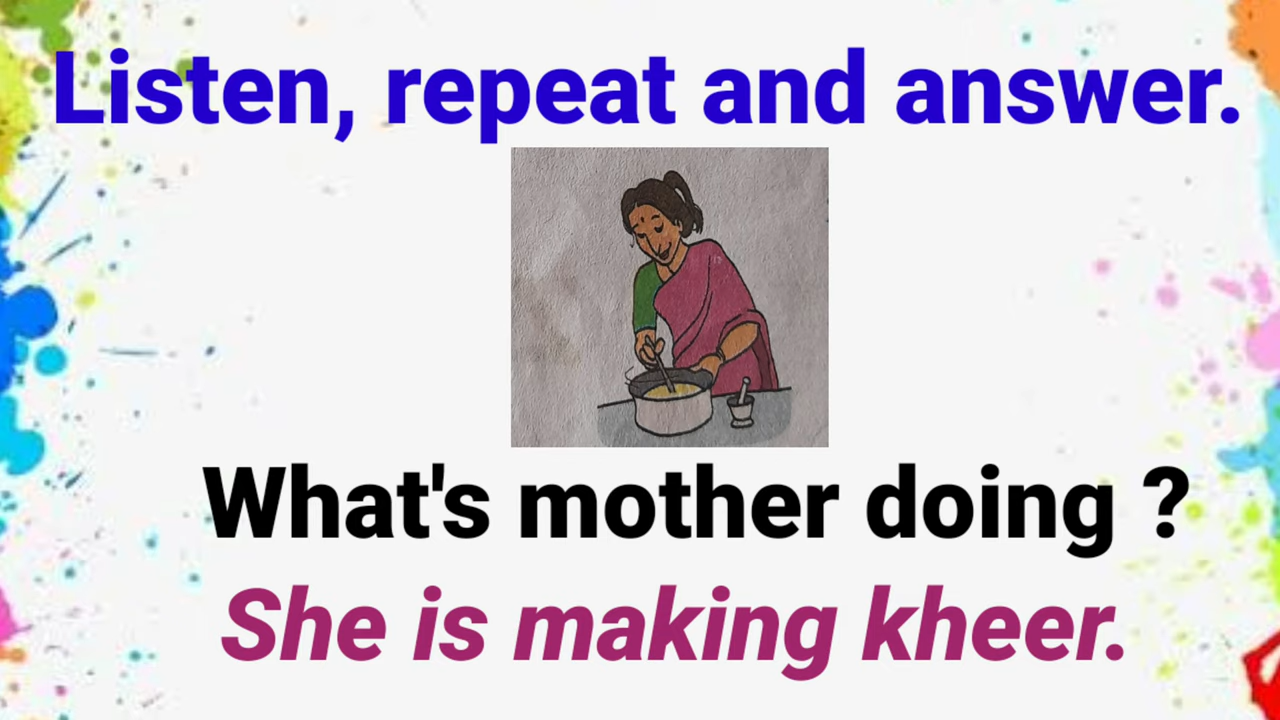 Listen, repeat and answer.
What's mother doing ?
She is making kheer.